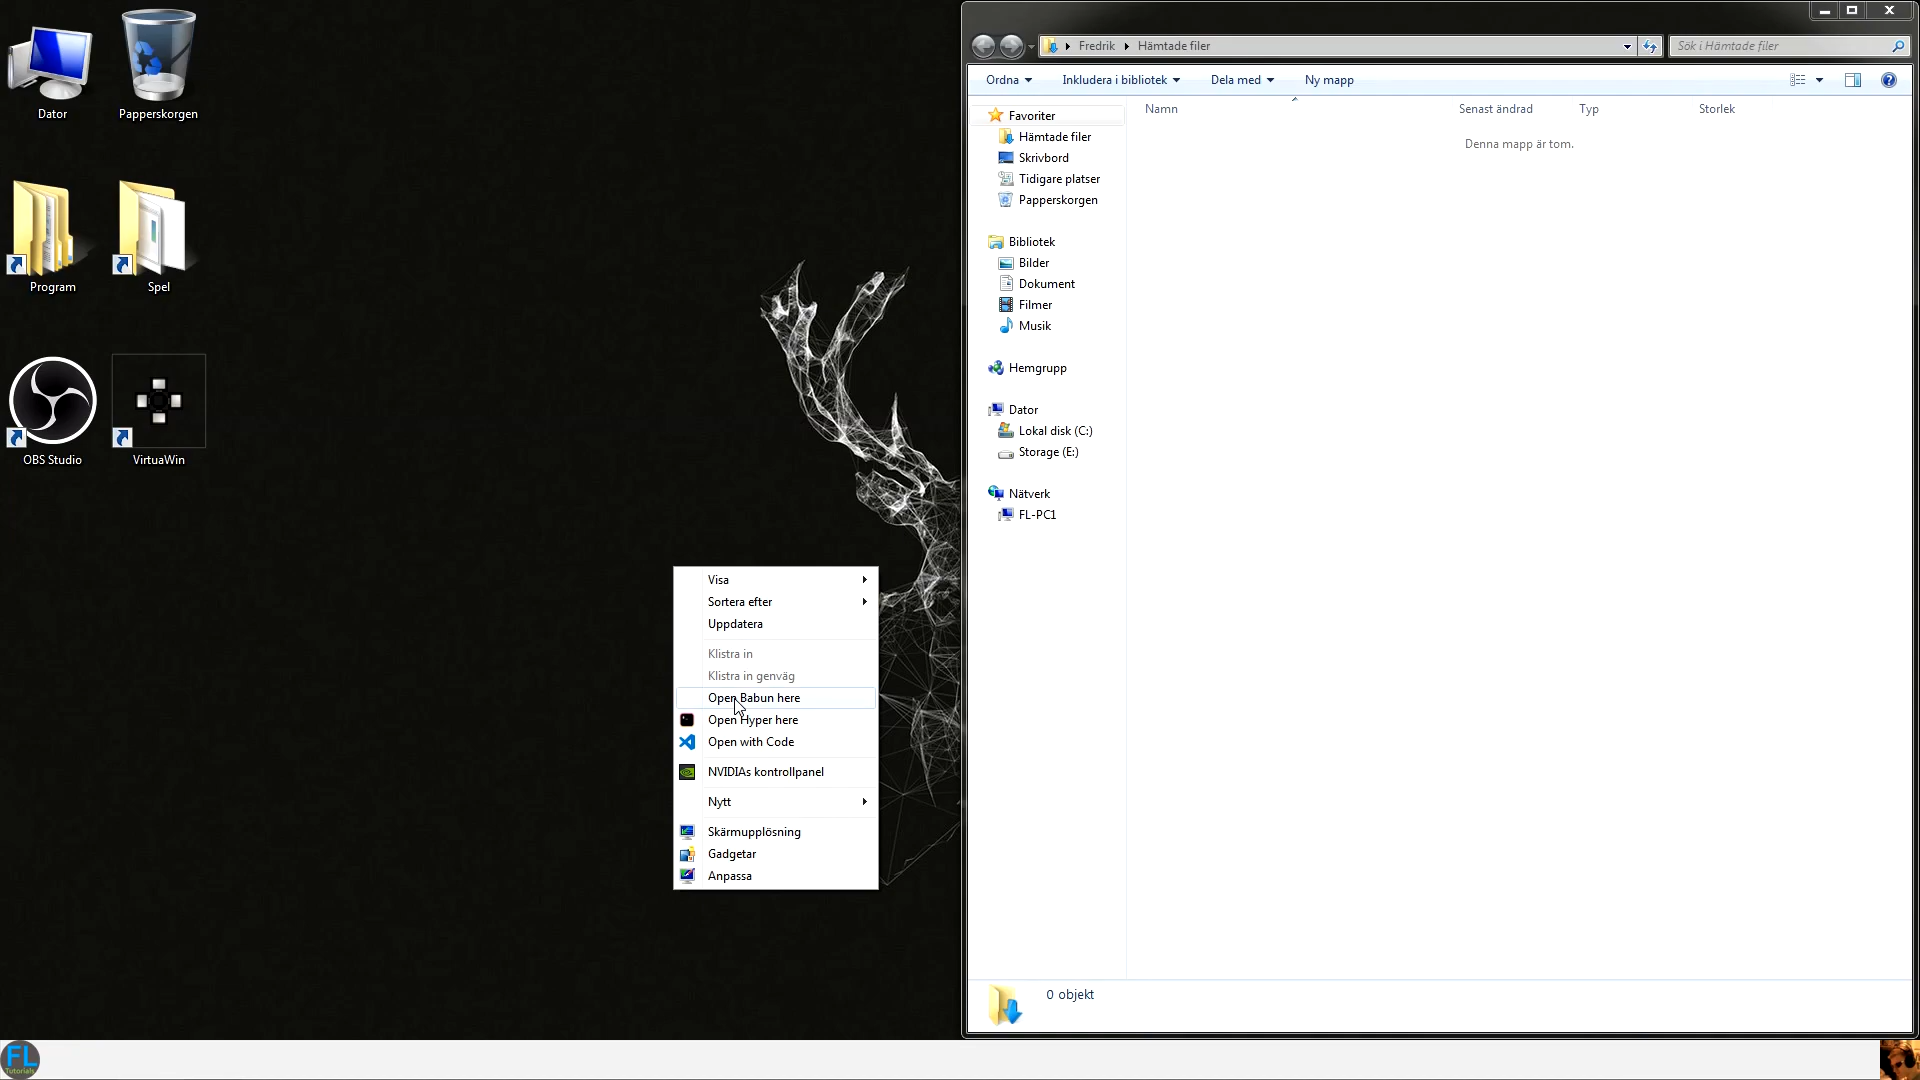 Dator
Papperskorgen
Program
Spel
OBS Studio
VirtuaWin
Visa
Sortera efter
Uppdatera
Klistra in
Klistra in genväg
Open Babun here
Open Hyper here
Open with Code
NVIDIAs kontrollpanel
Nytt
Skärmupplösning
Gadgetar
Anpassa
Fredrik Hämtade filer
Sök i Hämtade filer
Ordna Inkludera i bibliotek Dela med Ny mapp
Namn Senast ändrad Typ Storlek
Denna mapp är tom.
Favoriter
Hämtade filer
Skrivbord
Tidigare platser
Papperskorgen
Bibliotek
Bilder
Dokument
Filmer
Musik
Hemgrupp
Dator
Lokal disk (C:)
Storage (E:)
Nätverk
FL-PC1
0 objekt
FL
Tutorials